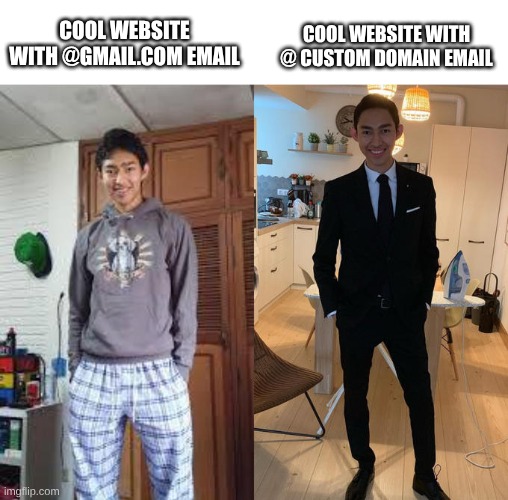 COOL WEBSITE
WITH @GMAIL.COM EMAIL
COOL WEBSITE WITH
@ CUSTOM DOMAIN EMAIL
imgflip.com